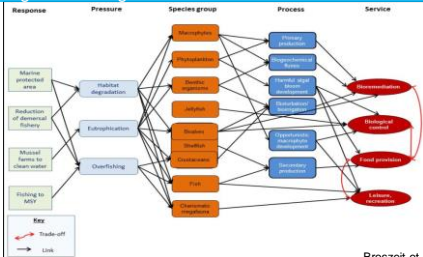 Response
Pressure
Species group
Process
Service
Marine
protected
area
Reduction
of demersal
fishery
Mussel
farms to
clean water
Fishing to
MSY
Habitat
degradation
Eutrophication
Overfishing
Macrophytes
Phytoplankton
Benthic
organisms
Jellyfish
Bivalves
Shellfish
Crustaceans
Fish
Charismatic
megafauna
Primary
production
Biogeochemical
fluxes
Harmful algal
bloom
development
Bioturbation/
bioirrigation
Opportunistic
macrophyte
development
Secondary
production
Bioremediation
Biological
control
Food provision
Leisure,
recreation
Key
Trade-off
Link
Broszeit et